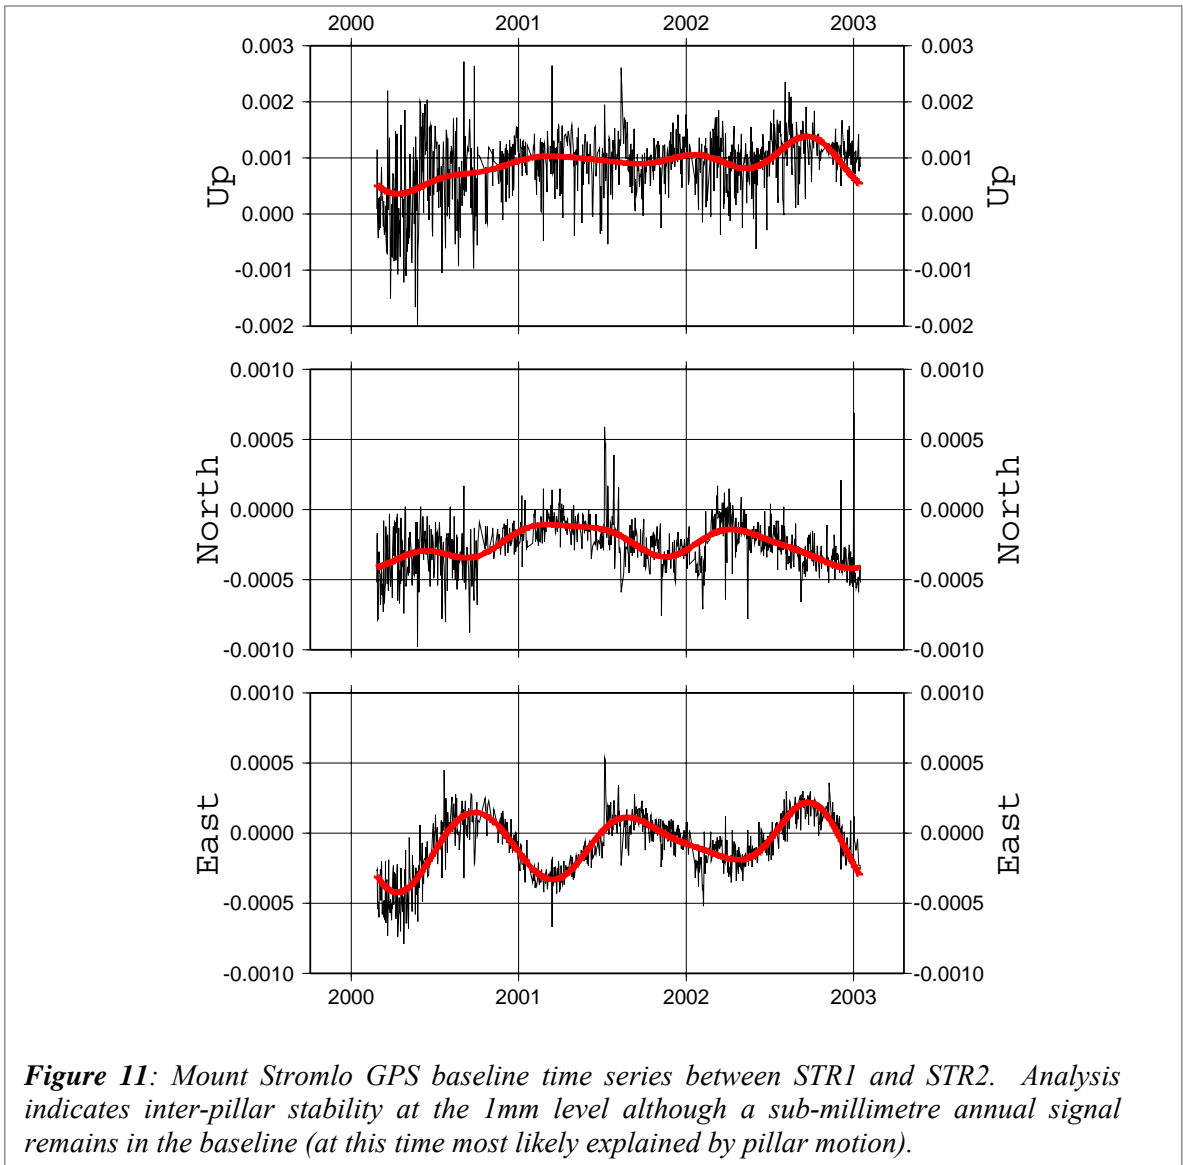 2000 2001 2002 2003
0.003 0.003
0.002 0.002
0.001 0.001
Up Up
0.000 0.000
-0.001 -0.001
-0.002 -0.002
0.0010 0.0010
0.0005 0.0005
North 0.0000 0.0000 North
-0.0005 -0.0005
-0.0010 -0.0010
0.0010 0.0010
0.0005 0.0005
East 0.0000 0.0000 East
-0.0005 -0.0005
-0.0010 -0.0010
2000 2001 2002 2003
Figure 11: Mount Stromlo GPS baseline time series between STR1 and STR2. Analysis
indicates inter-pillar stability at the 1mm level although a sub-millimetre annual signal
remains in the baseline (at this time most likely explained by pillar motion).